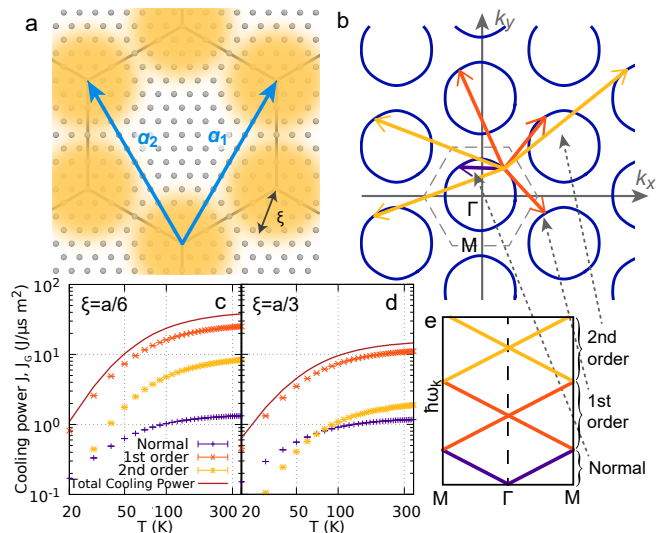 a
α₂
α₁
ξ
b
k_y
k_x
Γ
M
Cooling power J, J_G (J/μs m²)
10²
10¹
10⁰
10⁻¹
ξ=a/6
c
Normal
1st order
2nd order
Total Cooling Power
20
50
100
300
T (K)
ξ=a/3
d
20
50
100
300
T (K)
e
ħω_k
2nd
order
1st
order
Normal
M
Γ
M